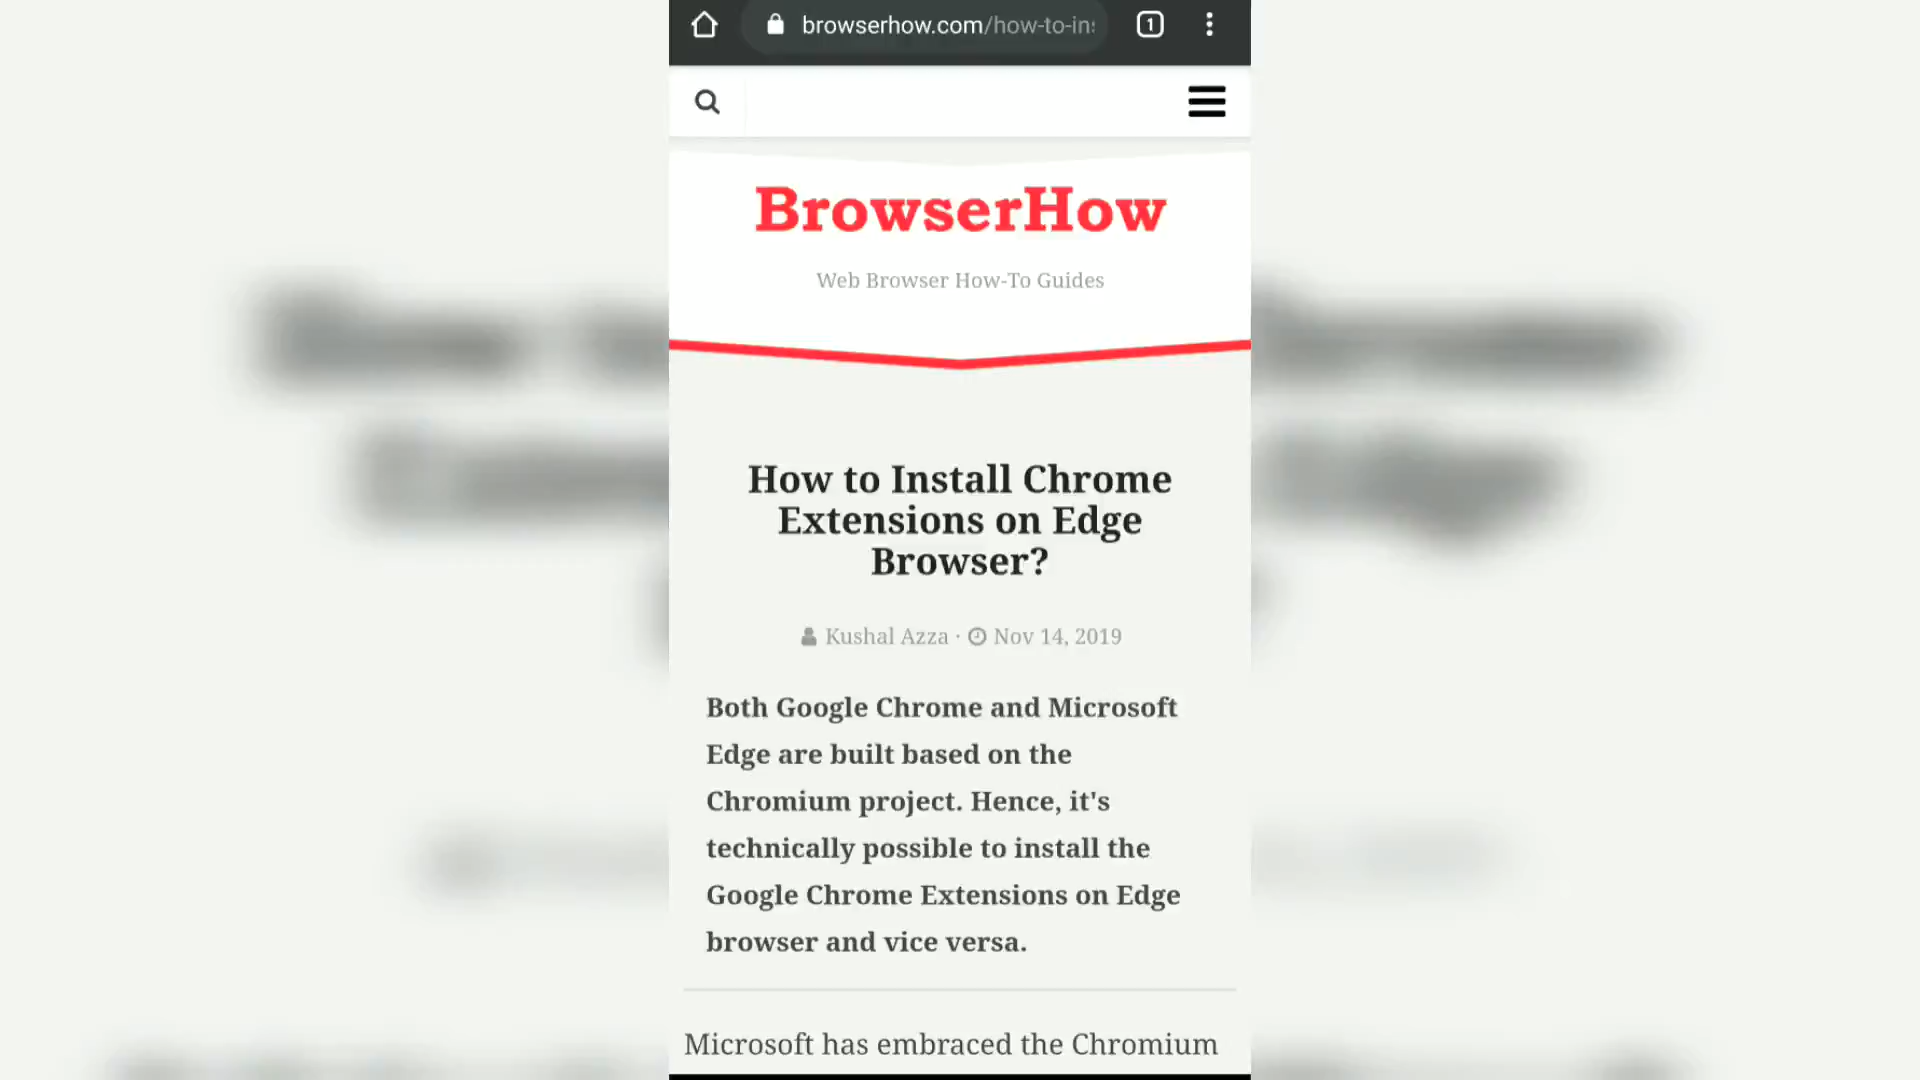 browserhow.com/how-to-in
1
BrowserHow
Web Browser How-To Guides
How to Install Chrome
Extensions on Edge
Browser?
Kushal Azza · Nov 14, 2019
Both Google Chrome and Microsoft
Edge are built based on the
Chromium project. Hence, it's
technically possible to install the
Google Chrome Extensions on Edge
browser and vice versa.
Microsoft has embraced the Chromium